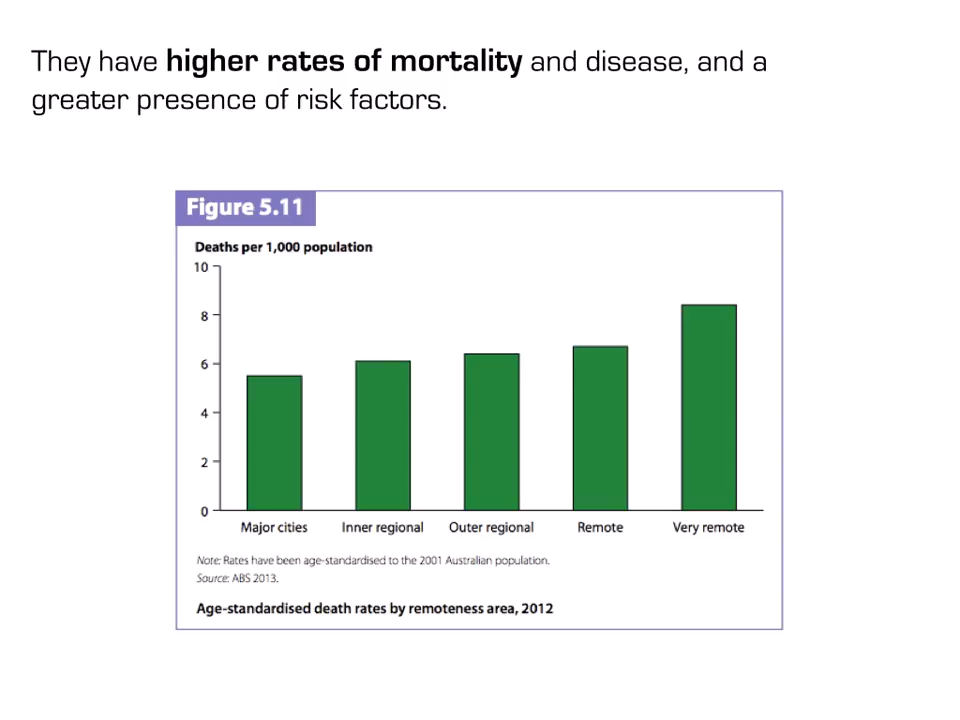 They have higher rates of mortality and disease, and a
greater presence of risk factors.
Figure 5.11
Deaths per 1,000 population
10
8
6
4
2
0
Major cities
Inner regional
Outer regional
Remote
Very remote
Note: Rates have been age-standardised to the 2001 Australian population.
Source: ABS 2013.
Age-standardised death rates by remoteness area, 2012